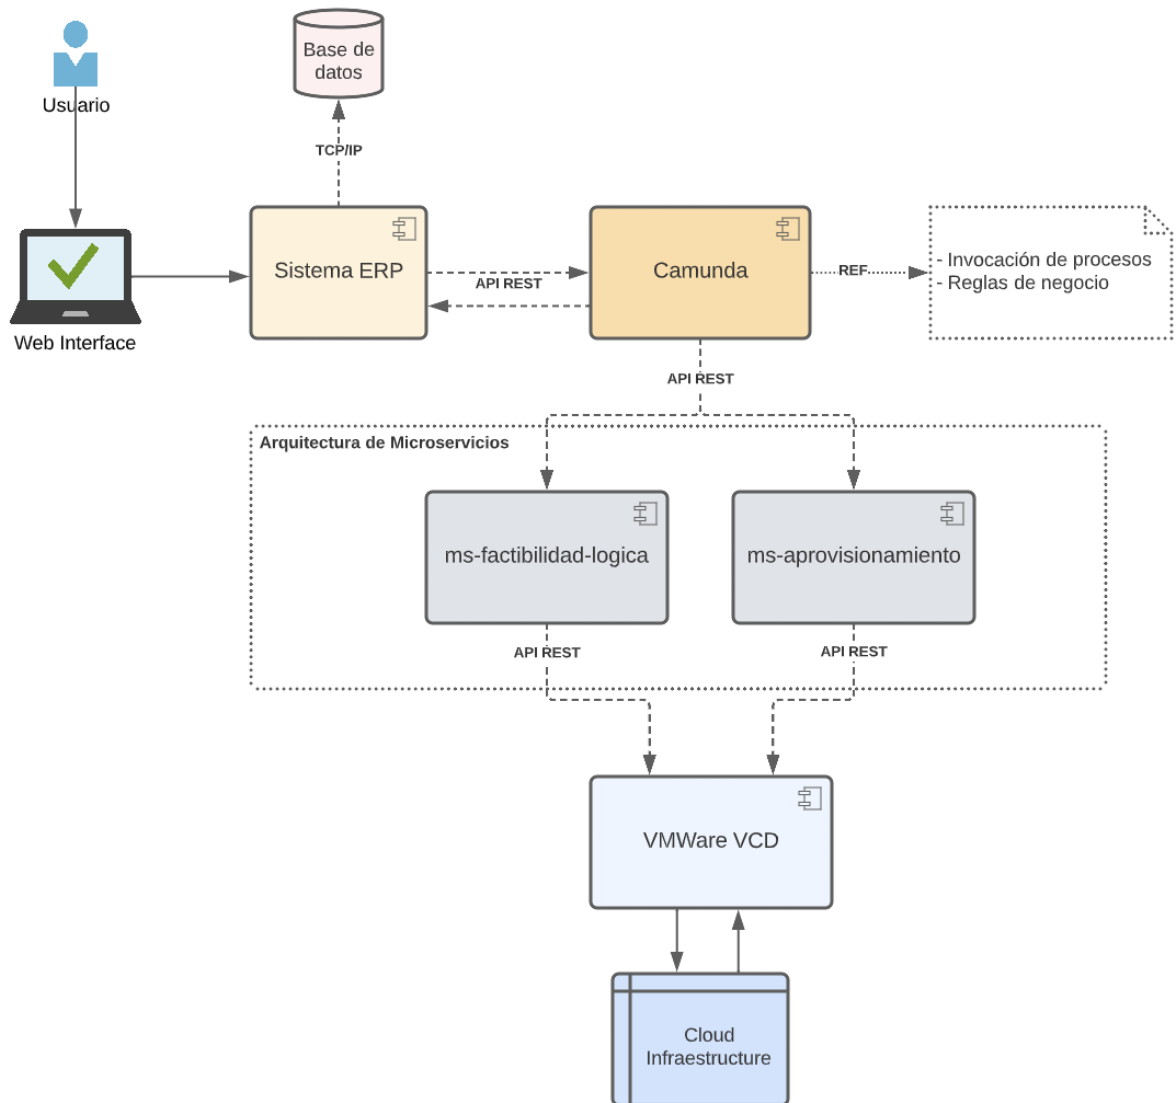 Base de
datos
Usuario
TCP/IP
Sistema ERP
API REST
Camunda
REF
- Invocación de procesos
- Reglas de negocio
Web Interface
API REST
Arquitectura de Microservicios
ms-factibilidad-logica
ms-aprovisionamiento
API REST
API REST
VMWare VCD
Cloud
Infraestructure